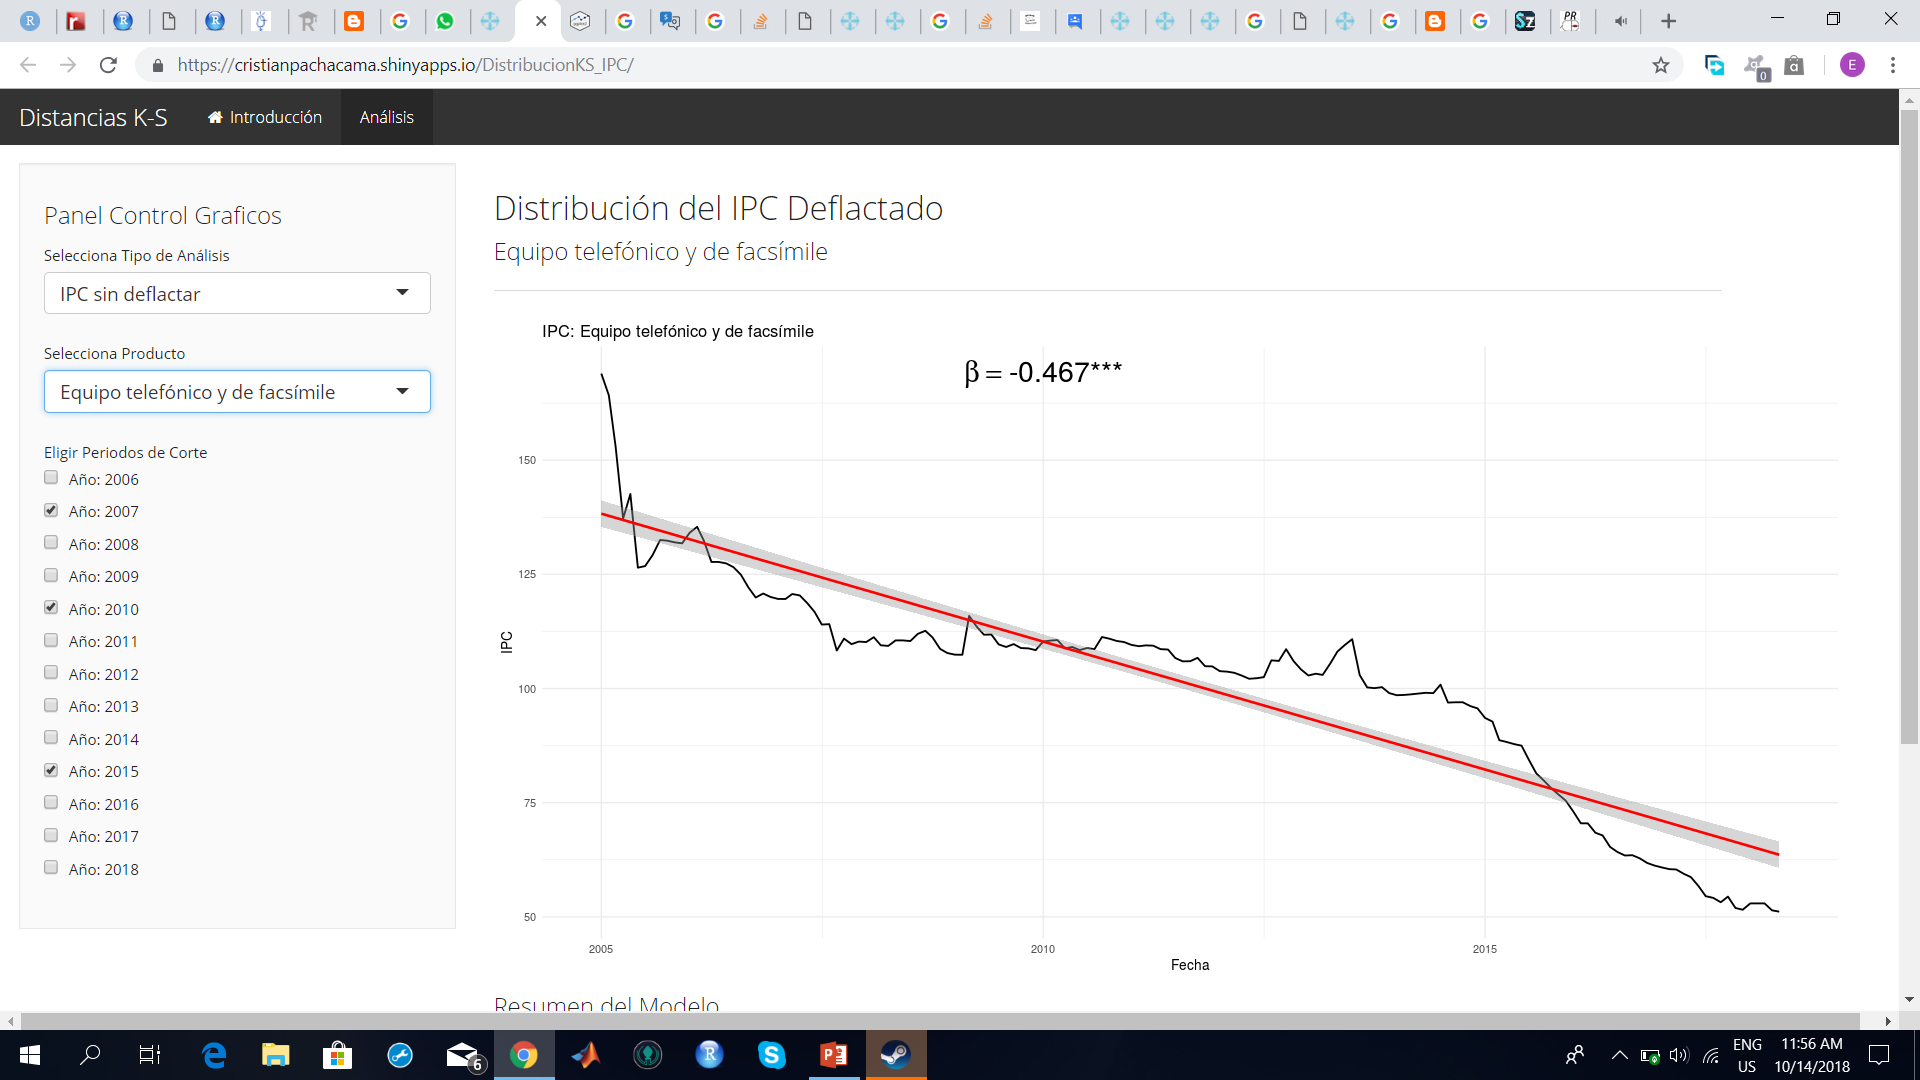 https://cristianpachacama.shinyapps.io/DistribucionKS_IPC/
0
a
E
Distancias K-S
Introducción
Análisis
Panel Control Graficos
Selecciona Tipo de Análisis
IPC sin deflactar
Selecciona Producto
Equipo telefónico y de facsímile
Eligir Periodos de Corte
Año: 2006
Año: 2007
Año: 2008
Año: 2009
Año: 2010
Año: 2011
Año: 2012
Año: 2013
Año: 2014
Año: 2015
Año: 2016
Año: 2017
Año: 2018
Distribución del IPC Deflactado
Equipo telefónico y de facsímile
IPC: Equipo telefónico y de facsímile
β = -0.467***
150
125
100
75
50
IPC
2005
2010
2015
Fecha
Resumen del Modelo
6
ENG
US
11:56 AM
10/14/2018